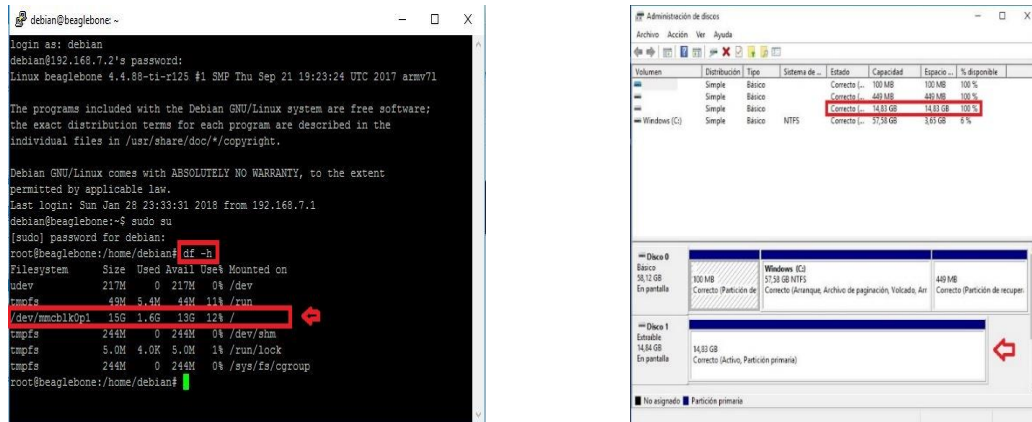 debian@beaglebone: ~
login as: debian
debian@192.168.7.2's password:
Linux beaglebone 4.4.88-ti-r125 #1 SMP Thu Sep 21 19:23:24 UTC 2017 armv7l
The programs included with the Debian GNU/Linux system are free software;
the exact distribution terms for each program are described in the
individual files in /usr/share/doc/*/copyright.
Debian GNU/Linux comes with ABSOLUTELY NO WARRANTY, to the extent
permitted by applicable law.
Last login: Sun Jan 28 23:33:31 2018 from 192.168.7.1
debian@beaglebone:~$ sudo su
[sudo] password for debian:
root@beaglebone:/home/debian# df -h
Filesystem Size Used Avail Use% Mounted on
udev 217M 0 217M 0% /dev
tmpfs 49M 5.4M 44M 11% /run
/dev/mmcblk0p1 15G 1.6G 13G 12% /
tmpfs 244M 0 244M 0% /dev/shm
tmpfs 5.0M 4.0K 5.0M 1% /run/lock
tmpfs 244M 0 244M 0% /sys/fs/cgroup
root@beaglebone:/home/debian#
Administración de discos
Archivo Acción Ver Ayuda
Volumen Distribución Tipo Sistema de ... Estado Capacidad Espacio ... % disponible
Simple Básico Correcto (... 100 MB 100 MB 100 %
Simple Básico Correcto (... 449 MB 449 MB 100 %
Simple Básico Correcto (... 14,83 GB 14,83 GB 100 %
Windows (C:) Simple Básico NTFS Correcto (... 57,58 GB 3,65 GB 6 %
Disco 0
Básico
58,12 GB
En pantalla
100 MB
Correcto (Partición de
Windows (C:)
57,58 GB NTFS
Correcto (Arranque, Archivo de paginación, Volcado, Arr
449 MB
Correcto (Partición de recuper.
Disco 1
Extraíble
14,84 GB
En pantalla
14,83 GB
Correcto (Activo, Partición primaria)
No asignado Partición primaria